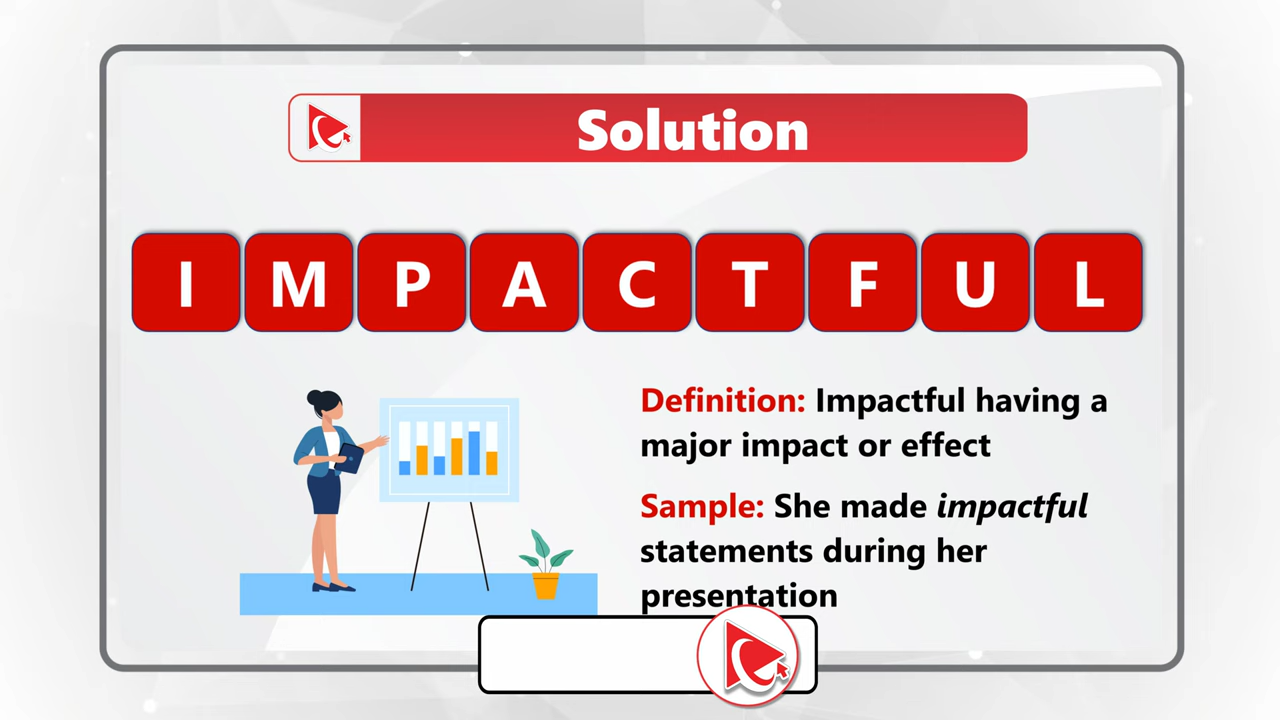 Solution
I M P A C T F U L
Definition: Impactful having a
major impact or effect
Sample: She made impactful
statements during her
presentation